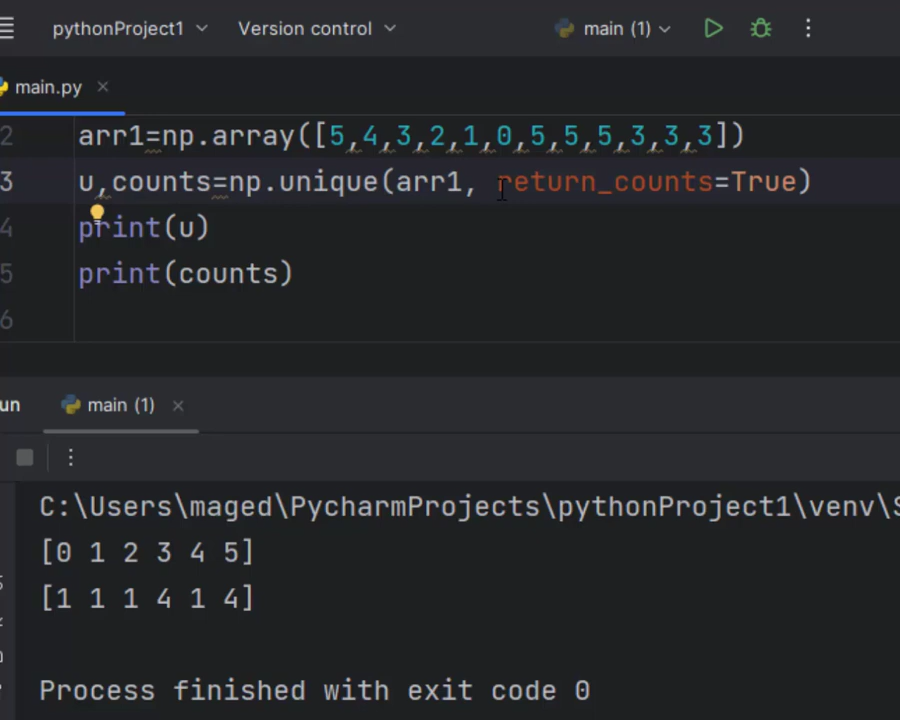 pythonProject1 Version control main (1)
main.py
2 arr1=np.array([5,4,3,2,1,0,5,5,5,3,3,3])
3 u,counts=np.unique(arr1, return_counts=True)
4 print(u)
5 print(counts)
6
un main (1)
C:\Users\maged\PycharmProjects\pythonProject1\venv\S
[0 1 2 3 4 5]
[1 1 1 4 1 4]
Process finished with exit code 0